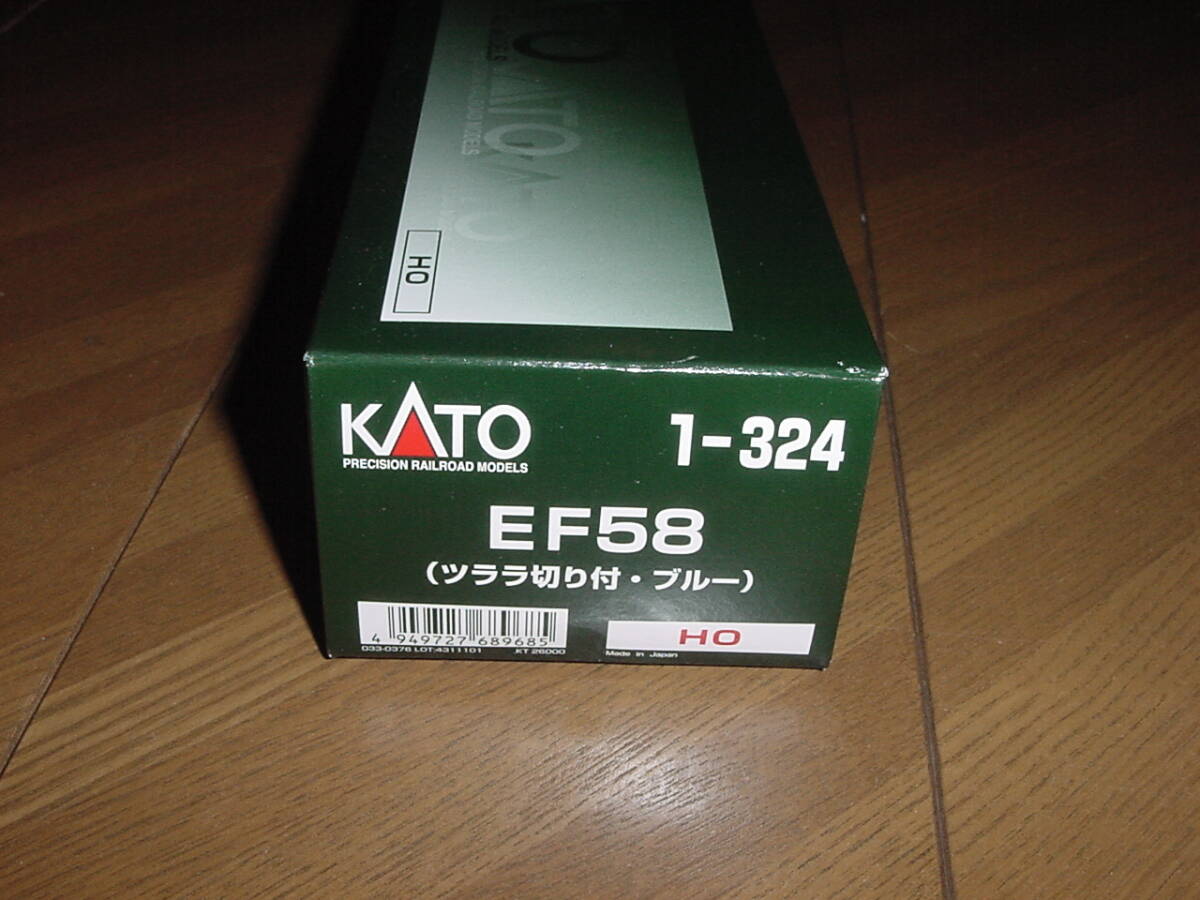 HO
KATO
PRECISION RAILROAD MODELS
1-324
EF58
(ツララ切り付・ブルー)
4 949727 689685
033-0376 LOT:4311101 KT 26000
HO
Made in Japan